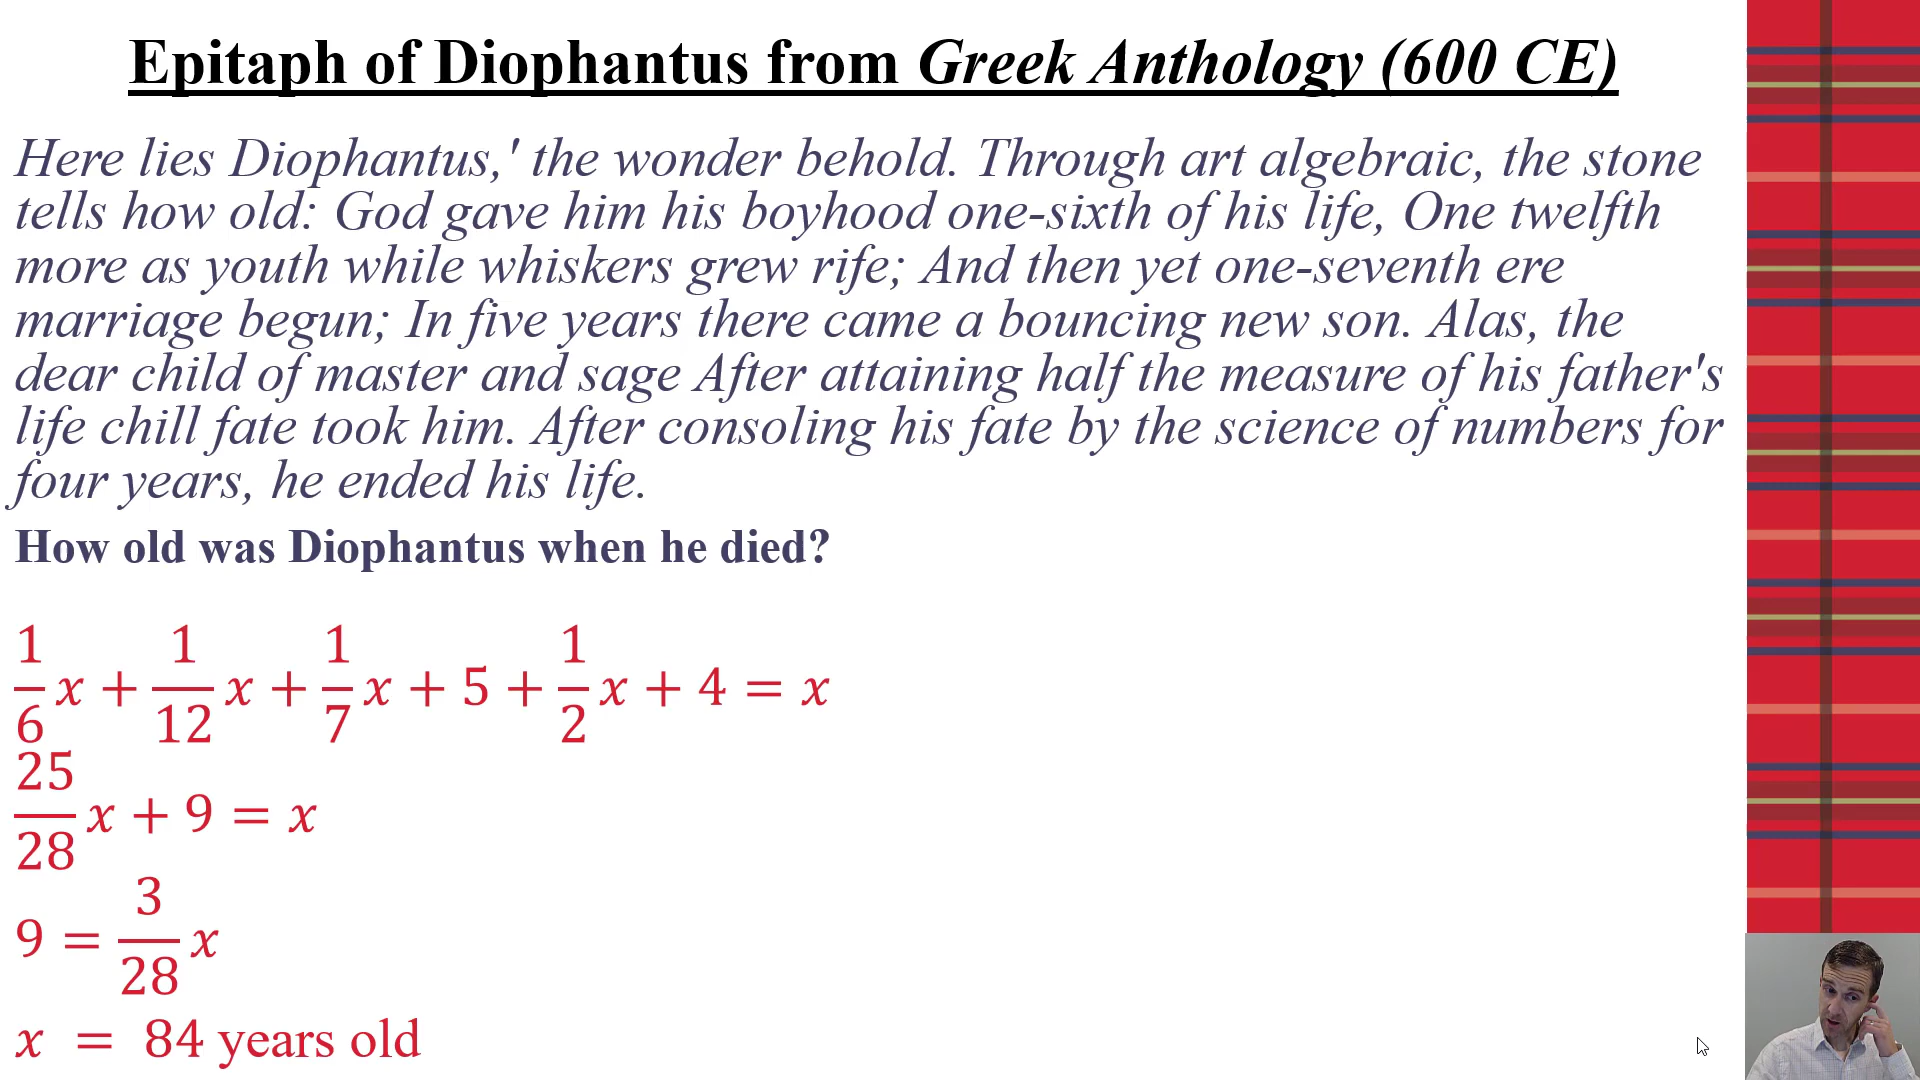 Epitaph of Diophantus from Greek Anthology (600 CE)
Here lies Diophantus,' the wonder behold. Through art algebraic, the stone
tells how old: God gave him his boyhood one-sixth of his life, One twelfth
more as youth while whiskers grew rife; And then yet one-seventh ere
marriage begun; In five years there came a bouncing new son. Alas, the
dear child of master and sage After attaining half the measure of his father's
life chill fate took him. After consoling his fate by the science of numbers for
four years, he ended his life.
How old was Diophantus when he died?
1/6 x + 1/12 x + 1/7 x + 5 + 1/2 x + 4 = x
25/28 x + 9 = x
9 = 3/28 x
x = 84 years old